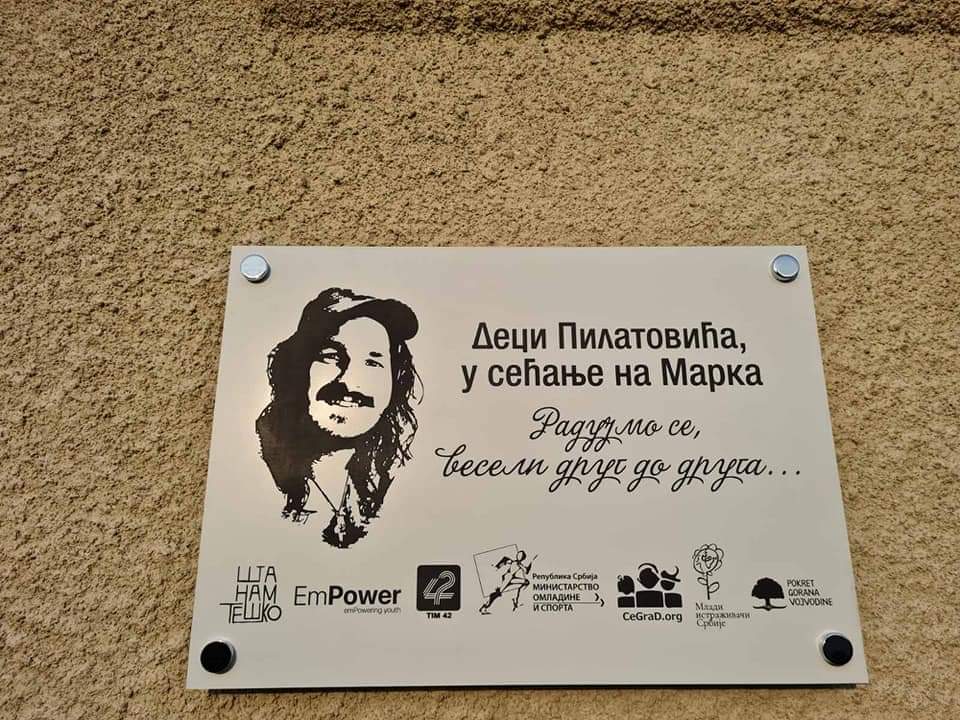 Деци Пилатовића,
у сећање на Марка
Радујмо се,
весели друг до друга...
ШТА
НАМ
ТЕШКО
EmPower
emPowering youth
42
TIM 42
Република Србија
МИНИСТАРСТВО
ОМЛАДИНЕ
И СПОРТА
CeGraD.org
Млади
истраживачи
Србије
POKRET
GORANA
VOJVODINE